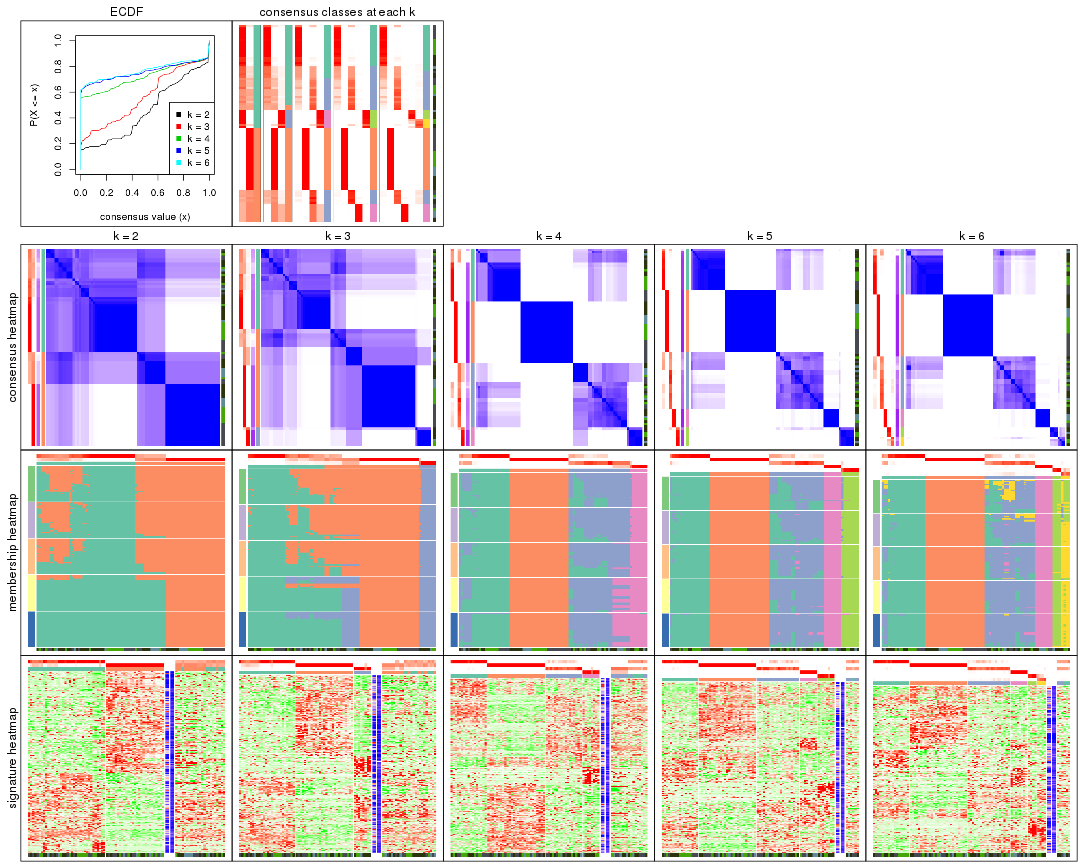 ECDF
consensus classes at each k
P(X <= x)
0.0 0.2 0.4 0.6 0.8 1.0
k = 2
k = 3
k = 4
k = 5
k = 6
0.0 0.2 0.4 0.6 0.8 1.0
consensus value (x)
k = 2
k = 3
k = 4
k = 5
k = 6
consensus heatmap
membership heatmap
signature heatmap